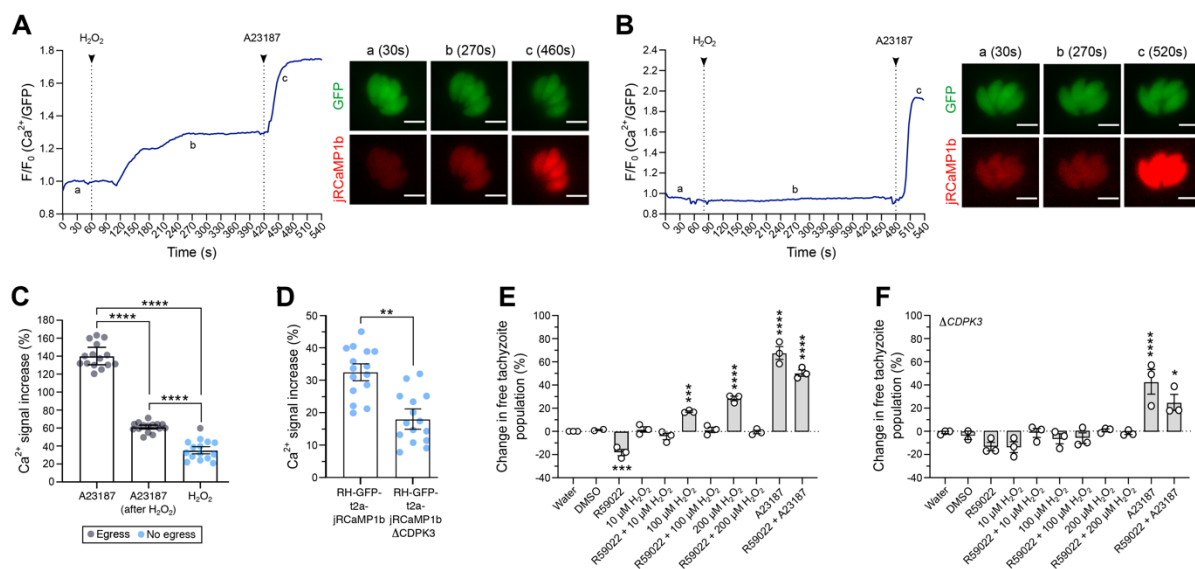 A
H₂O₂
A23187
1.8
1.6
1.4
1.2
1.0
0.8
F/F₀ (Ca²⁺/GFP)
a
b
c
0 30 60 90 120 150 180 210 240 270 300 330 360 390 420 450 480 510 540
Time (s)
a (30s) b (270s) c (460s)
GFP
jRCaMP1b
B
H₂O₂
A23187
2.4
2.2
2.0
1.8
1.6
1.4
1.2
1.0
0.8
F/F₀ (Ca²⁺/GFP)
a
b
c
0 30 60 90 120 150 180 210 240 270 300 330 360 390 420 450 480 510 540
Time (s)
a (30s) b (270s) c (520s)
GFP
jRCaMP1b
C
Ca²⁺ signal increase (%)
180
160
140
120
100
80
60
40
20
0
****
****
****
A23187
A23187
(after H₂O₂)
H₂O₂
Egress No egress
D
Ca²⁺ signal increase (%)
50
40
30
20
10
0
**
RH-GFP-
t2a-
jRCaMP1b
RH-GFP-
t2a-
jRCaMP1b
ΔCDPK3
E
Change in free tachyzoite
population (%)
100
80
60
40
20
0
-20
-40
***
***
****
****
****
Water
DMSO
R59022
10 µM H₂O₂
R59022 + 10 µM H₂O₂
100 µM H₂O₂
R59022 + 100 µM H₂O₂
200 µM H₂O₂
R59022 + 200 µM H₂O₂
A23187
R59022 + A23187
F
ΔCDPK3
Change in free tachyzoite
population (%)
100
80
60
40
20
0
-20
-40
****
*
Water
DMSO
R59022
10 µM H₂O₂
R59022 + 10 µM H₂O₂
100 µM H₂O₂
R59022 + 100 µM H₂O₂
200 µM H₂O₂
R59022 + 200 µM H₂O₂
A23187
R59022 + A23187